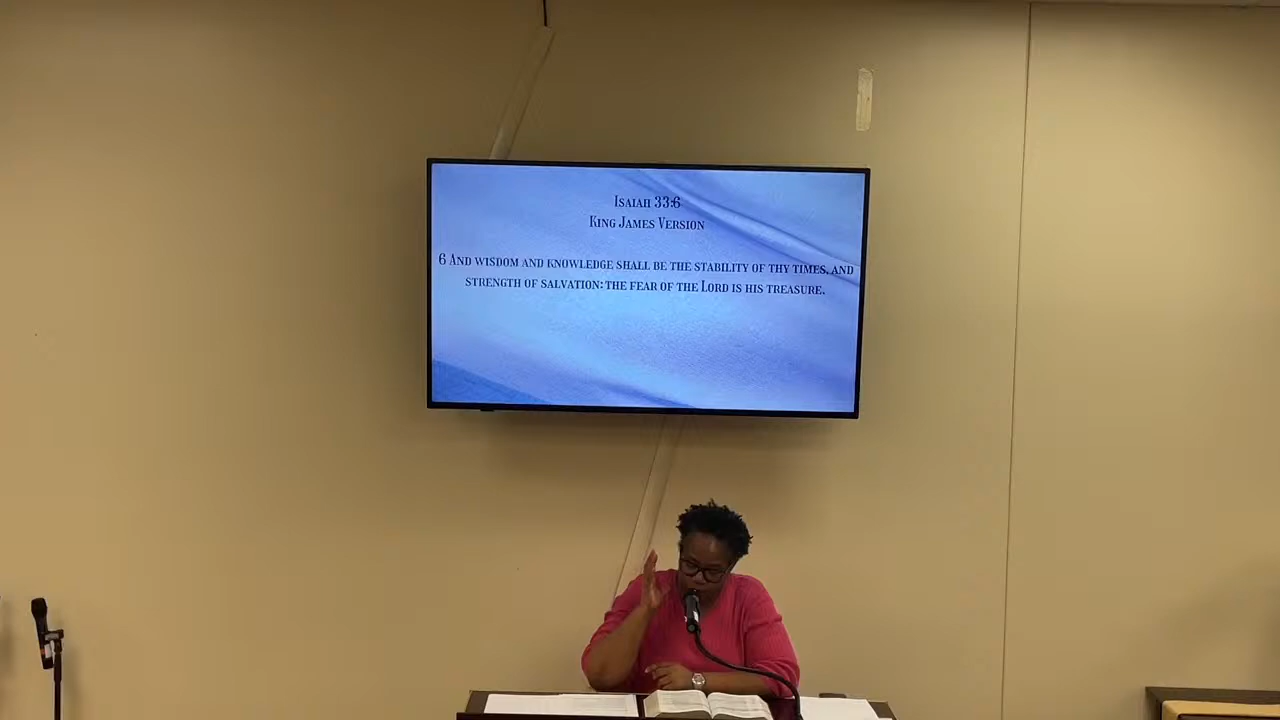 Isaiah 33:6
King James Version
6 And wisdom and knowledge shall be the stability of thy times, and
strength of salvation: the fear of the Lord is his treasure.